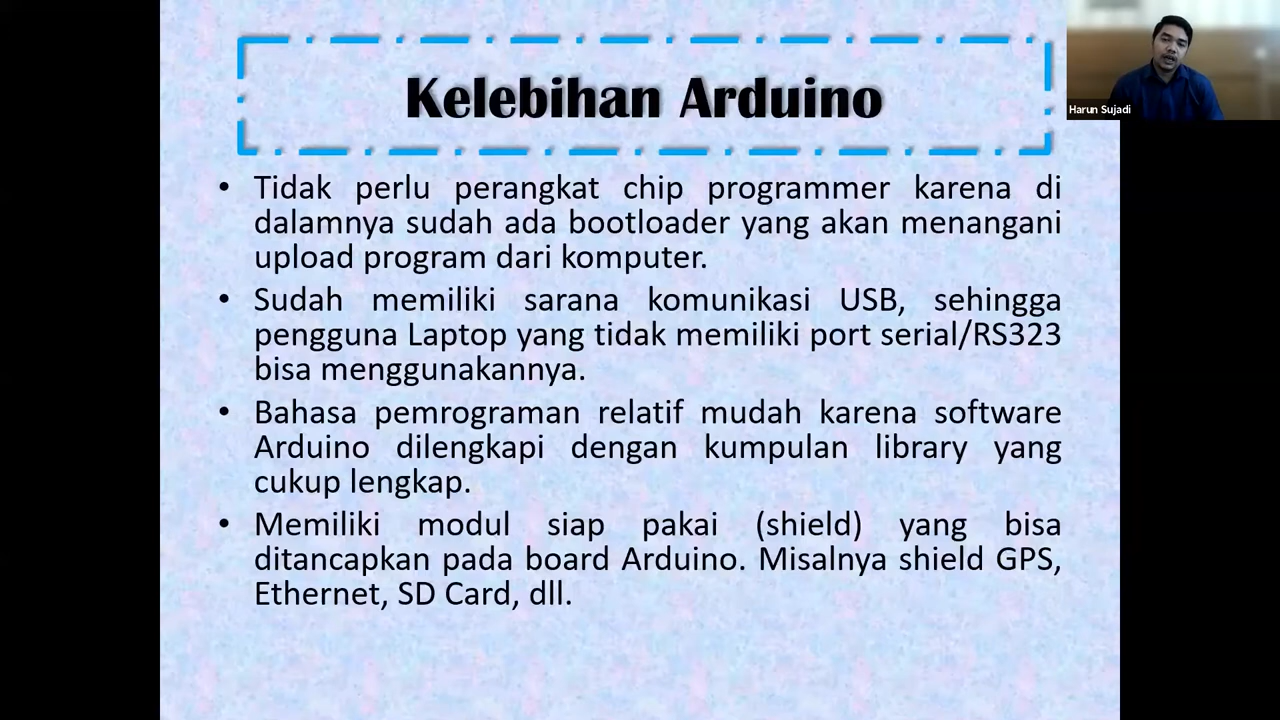 Kelebihan Arduino
Harun Sujadi
• Tidak perlu perangkat chip programmer karena di
dalamnya sudah ada bootloader yang akan menangani
upload program dari komputer.
• Sudah memiliki sarana komunikasi USB, sehingga
pengguna Laptop yang tidak memiliki port serial/RS323
bisa menggunakannya.
• Bahasa pemrograman relatif mudah karena software
Arduino dilengkapi dengan kumpulan library yang
cukup lengkap.
• Memiliki modul siap pakai (shield) yang bisa
ditancapkan pada board Arduino. Misalnya shield GPS,
Ethernet, SD Card, dll.